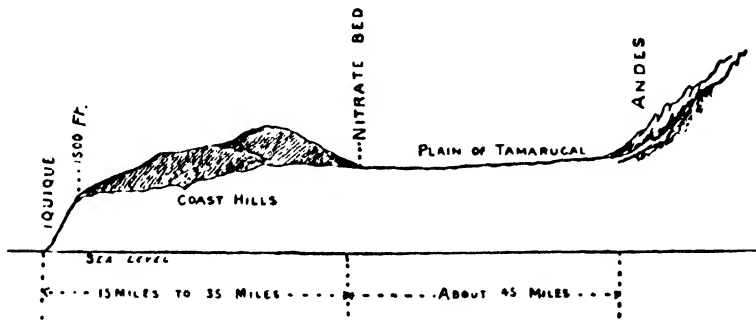 IQUIQUE
1500 FT.
NITRATE BED
ANDES
PLAIN OF TAMARUGAL
COAST HILLS
SEA LEVEL
15 MILES TO 35 MILES
ABOUT 45 MILES